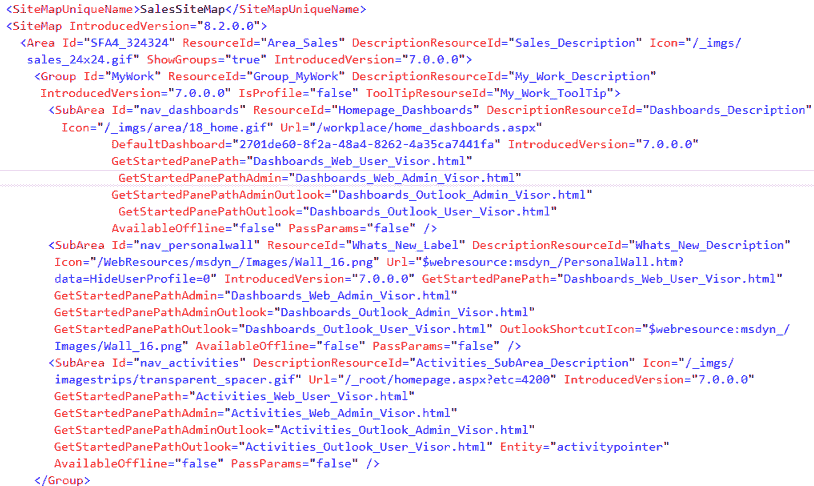 <SiteMapUniqueName>SalesSiteMap</SiteMapUniqueName>
<SiteMap IntroducedVersion="8.2.0.0">
<Area Id="SFA4_324324" ResourceId="Area_Sales" DescriptionResourceId="Sales_Description" Icon="/_imgs/
sales_24x24.gif" ShowGroups="true" IntroducedVersion="7.0.0.0">
<Group Id="MyWork" ResourceId="Group_MyWork" DescriptionResourceId="My_Work_Description"
IntroducedVersion="7.0.0.0" IsProfile="false" ToolTipResourseId="My_Work_ToolTip">
<SubArea Id="nav_dashboards" ResourceId="Homepage_Dashboards" DescriptionResourceId="Dashboards_Description"
Icon="/_imgs/area/18_home.gif" Url="/workplace/home_dashboards.aspx"
DefaultDashboard="2701de60-8f2a-48a4-8262-4a35ca7441fa" IntroducedVersion="7.0.0.0"
GetStartedPanePath="Dashboards_Web_User_Visor.html"
GetStartedPanePathAdmin="Dashboards_Web_Admin_Visor.html"
GetStartedPanePathAdminOutlook="Dashboards_Outlook_Admin_Visor.html"
GetStartedPanePathOutlook="Dashboards_Outlook_User_Visor.html"
AvailableOffline="false" PassParams="false" />
<SubArea Id="nav_personalwall" ResourceId="Whats_New_Label" DescriptionResourceId="Whats_New_Description"
Icon="/WebResources/msdyn_/Images/Wall_16.png" Url="$webresource:msdyn_/PersonalWall.htm?
data=HideUserProfile=0" IntroducedVersion="7.0.0.0" GetStartedPanePath="Dashboards_Web_User_Visor.html"
GetStartedPanePathAdmin="Dashboards_Web_Admin_Visor.html"
GetStartedPanePathAdminOutlook="Dashboards_Outlook_Admin_Visor.html"
GetStartedPanePathOutlook="Dashboards_Outlook_User_Visor.html" OutlookShortcutIcon="$webresource:msdyn_/
Images/Wall_16.png" AvailableOffline="false" PassParams="false" />
<SubArea Id="nav_activities" DescriptionResourceId="Activities_SubArea_Description" Icon="/_imgs/
imagestrips/transparent_spacer.gif" Url="/_root/homepage.aspx?etc=4200" IntroducedVersion="7.0.0.0"
GetStartedPanePath="Activities_Web_User_Visor.html"
GetStartedPanePathAdmin="Activities_Web_Admin_Visor.html"
GetStartedPanePathAdminOutlook="Activities_Outlook_Admin_Visor.html"
GetStartedPanePathOutlook="Activities_Outlook_User_Visor.html" Entity="activitypointer"
AvailableOffline="false" PassParams="false" />
</Group>